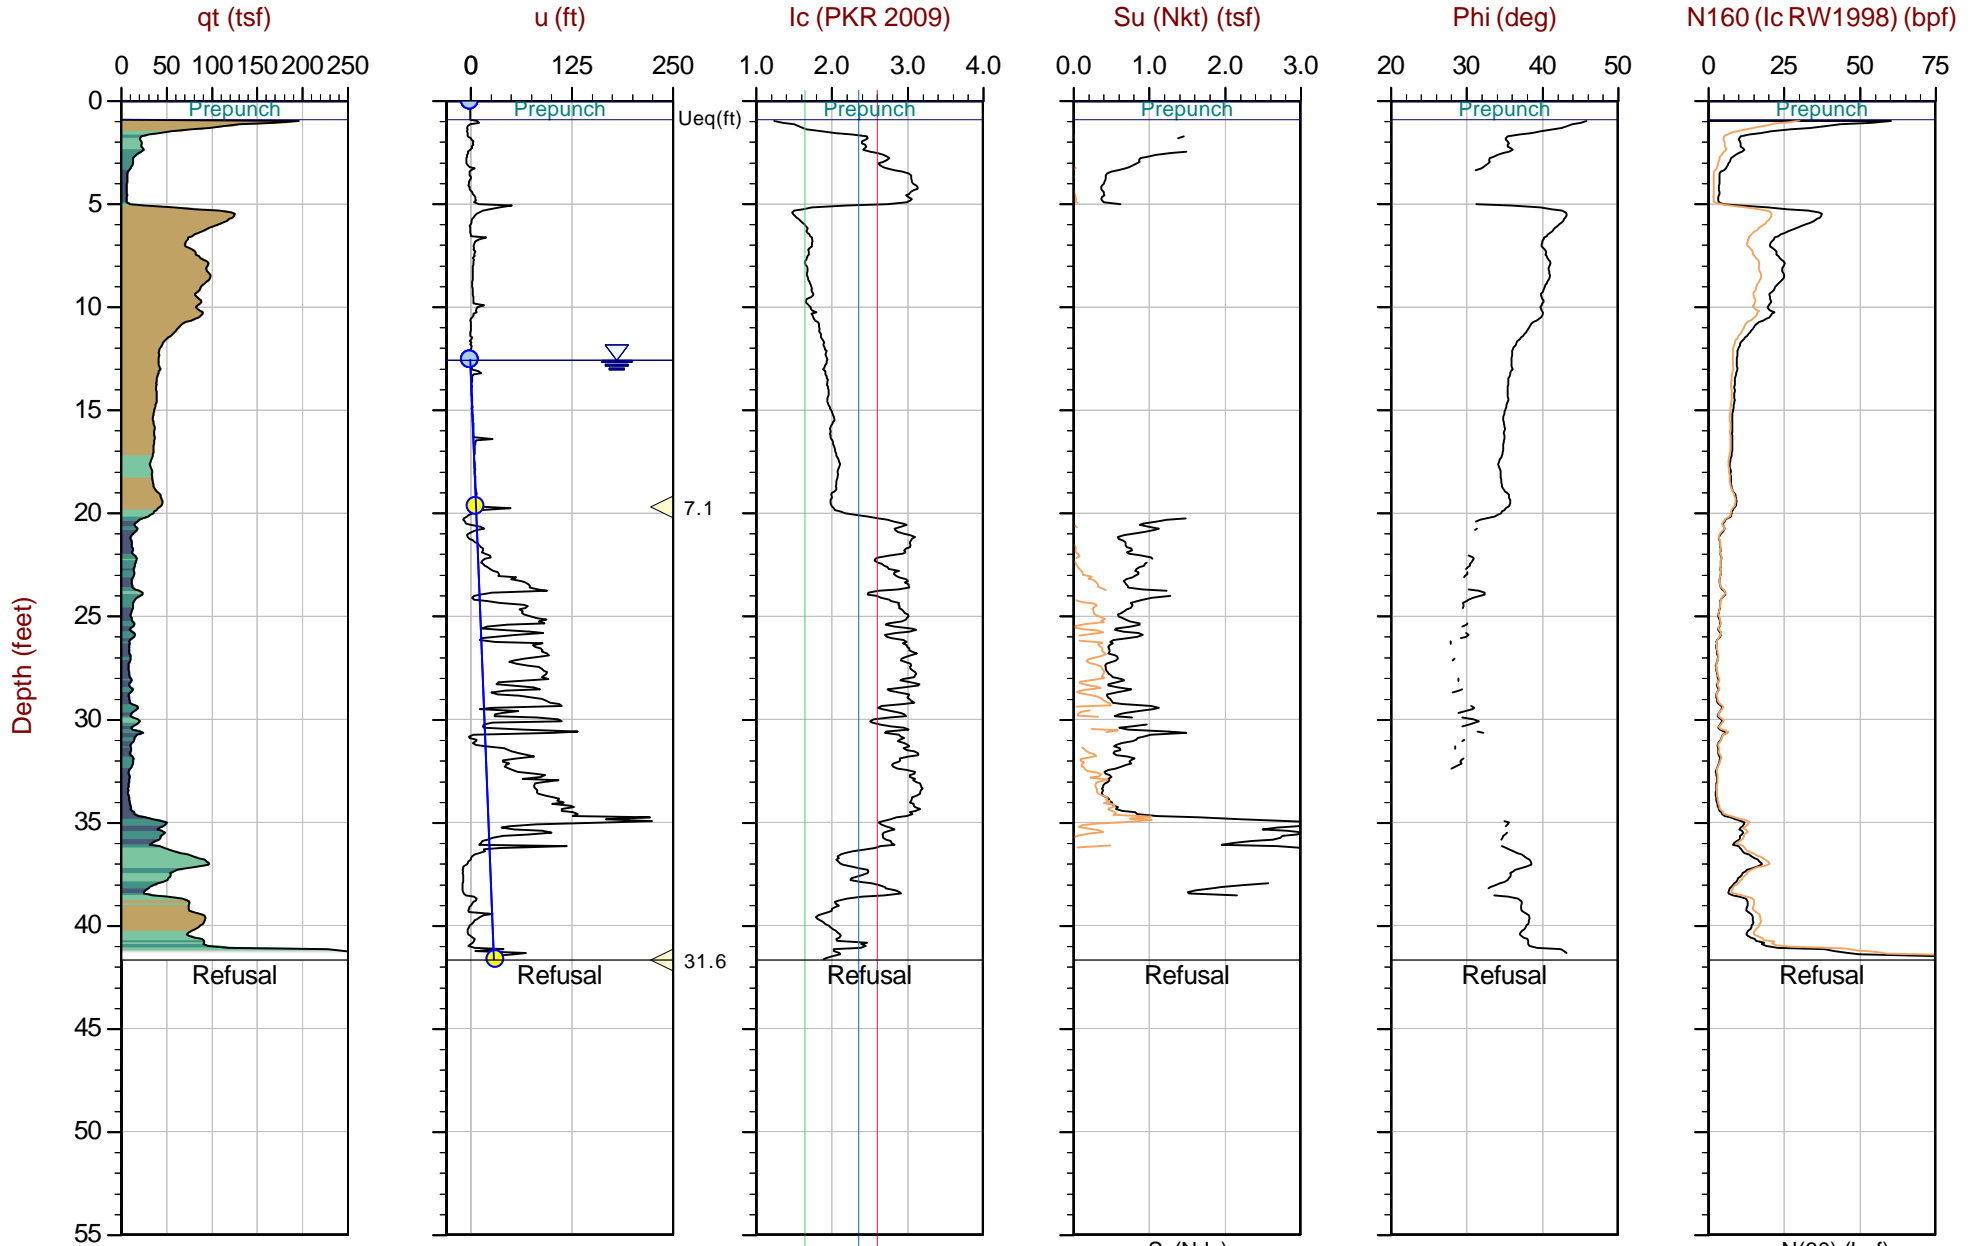 qt (tsf) u (ft) Ic (PKR 2009) Su (Nkt) (tsf) Phi (deg) N160 (Ic RW1998) (bpf)
0 50 100 150 200 250 0 125 250 1.0 2.0 3.0 4.0 0.0 1.0 2.0 3.0 20 30 40 50 0 25 50 75
0
Prepunch Prepunch Prepunch Prepunch Prepunch Prepunch
Ueq(ft)
5
10
15
20
7.1
25
Depth (feet)
30
35
40
31.6
Refusal Refusal Refusal Refusal Refusal Refusal
45
50
55